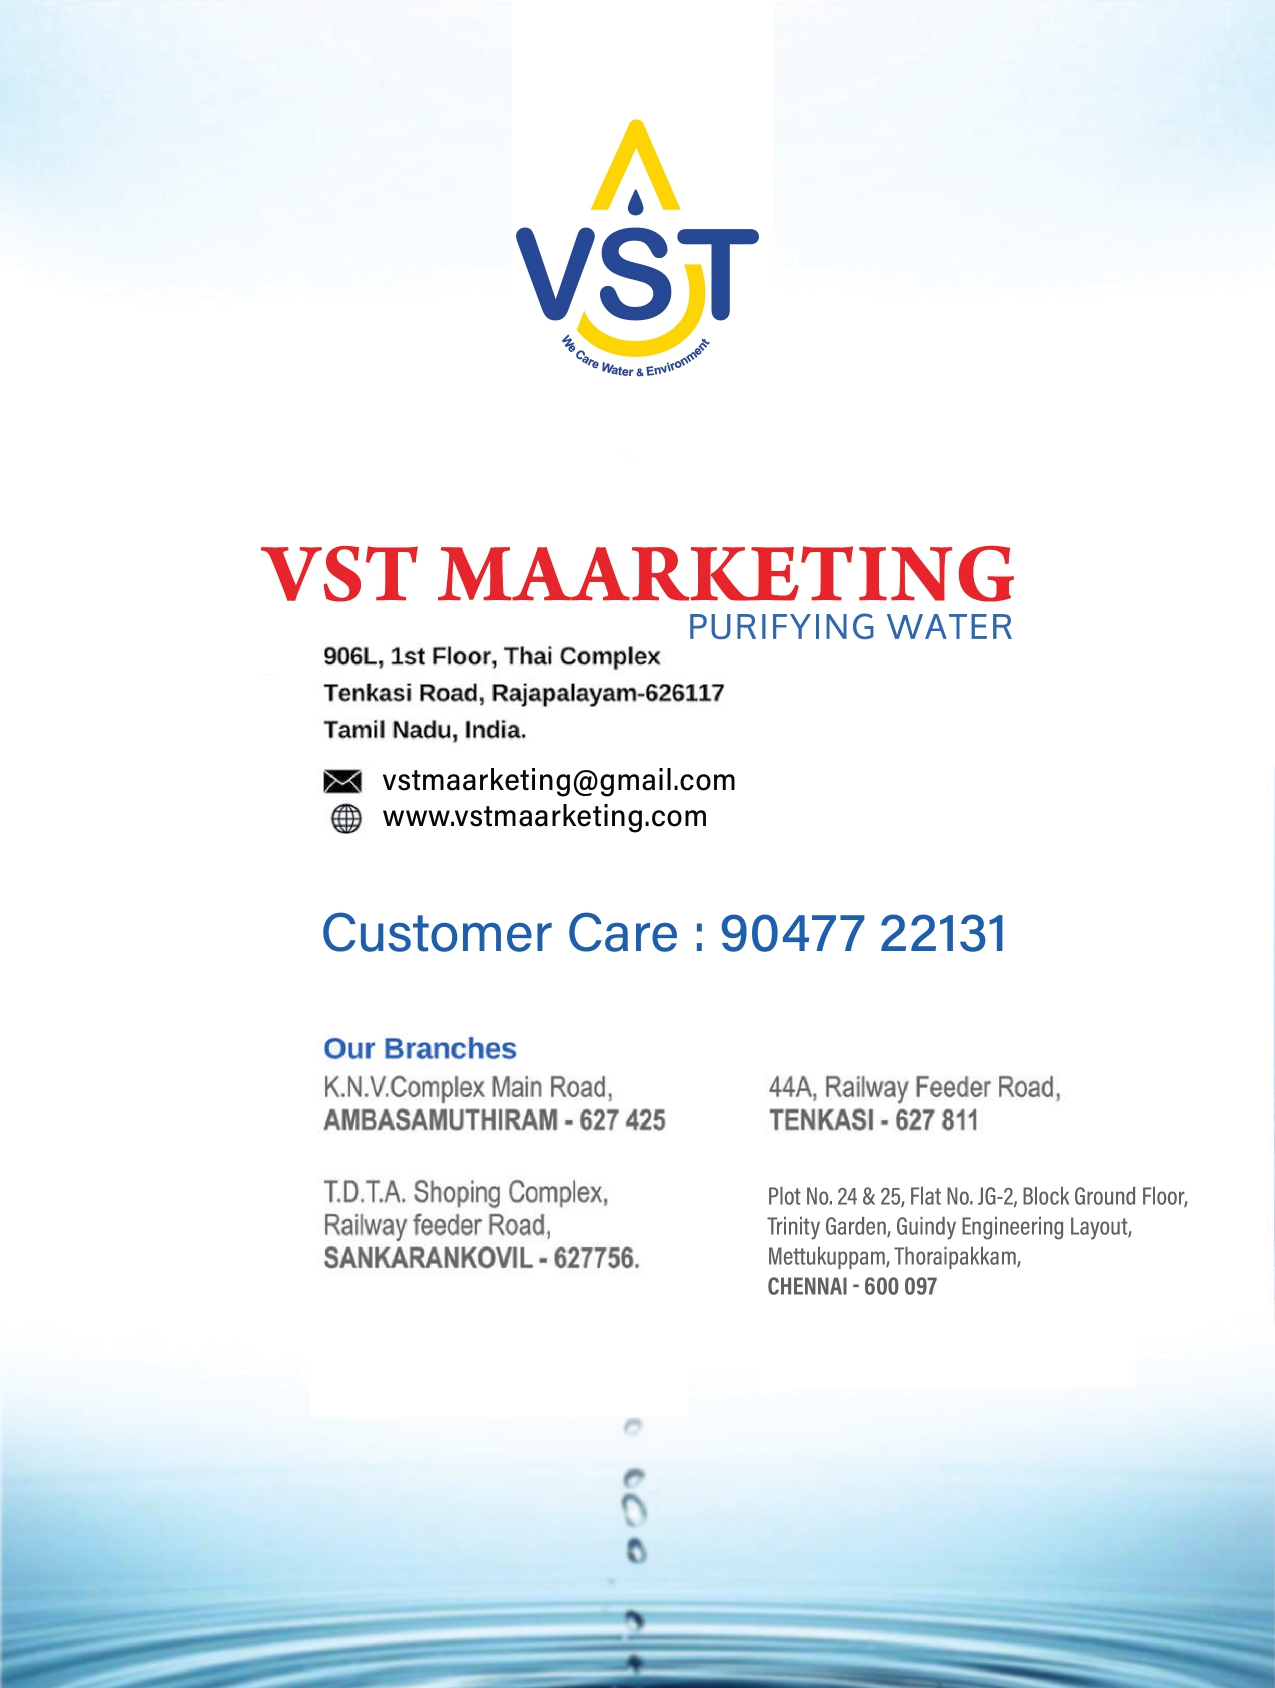 VST
We Care Water & Environment
VST MAARKETING
PURIFYING WATER
906L, 1st Floor, Thai Complex
Tenkasi Road, Rajapalayam-626117
Tamil Nadu, India.
vstmaarketing@gmail.com
www.vstmaarketing.com
Customer Care : 90477 22131
Our Branches
K.N.V.Complex Main Road,
AMBASAMUTHIRAM - 627 425
44A, Railway Feeder Road,
TENKASI - 627 811
T.D.T.A. Shoping Complex,
Railway feeder Road,
SANKARANKOVIL - 627756.
Plot No. 24 & 25, Flat No. JG-2, Block Ground Floor,
Trinity Garden, Guindy Engineering Layout,
Mettukuppam, Thoraipakkam,
CHENNAI - 600 097